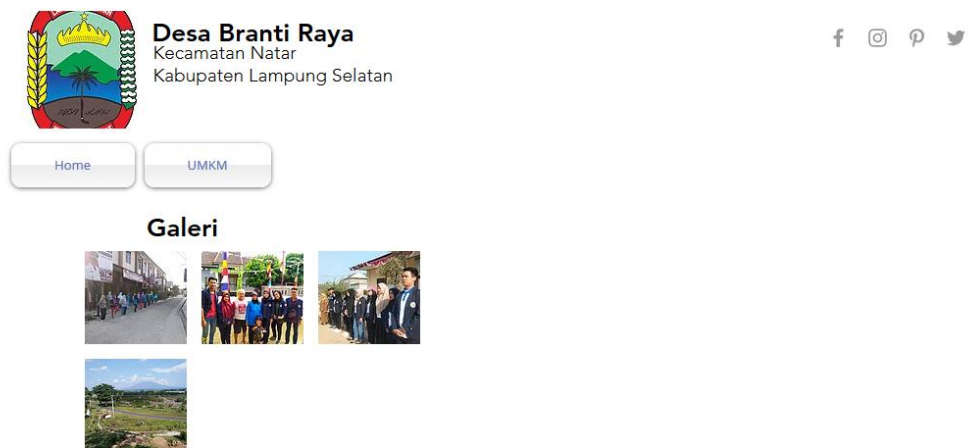 Desa Branti Raya
Kecamatan Natar
Kabupaten Lampung Selatan
Home
UMKM
Galeri